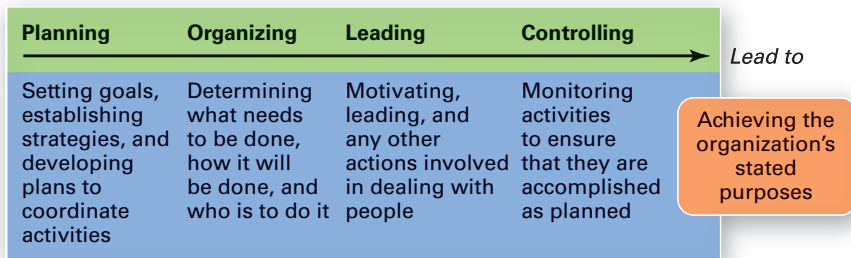 Planning Organizing Leading Controlling
Lead to
Setting goals,
establishing
strategies, and
developing
plans to
coordinate
activities
Determining
what needs
to be done,
how it will
be done, and
who is to do it
Motivating,
leading, and
any other
actions involved
in dealing with
people
Monitoring
activities
to ensure
that they are
accomplished
as planned
Achieving the
organization’s
stated
purposes